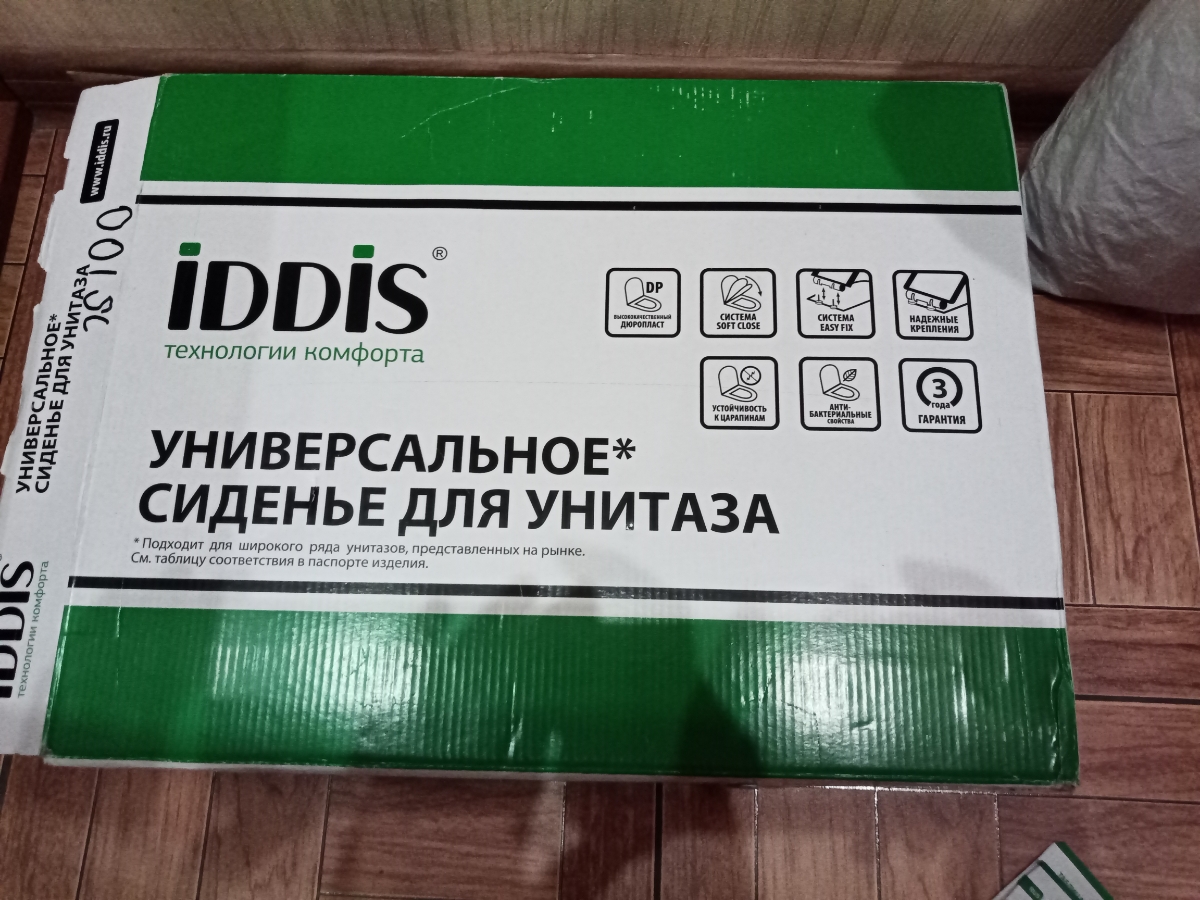 www.iddis.ru
УНИВЕРСАЛЬНОЕ*
СИДЕНЬЕ ДЛЯ УНИТАЗА
IDDIS
технологии комфорта
iDDiS®
технологии комфорта
DP
ВЫСОКОКАЧЕСТВЕННЫЙ
ДЮРОПЛАСТ
СИСТЕМА
SOFT CLOSE
СИСТЕМА
EASY FIX
НАДЕЖНЫЕ
КРЕПЛЕНИЯ
УСТОЙЧИВОСТЬ
К ЦАРАПИНАМ
АНТИ-
БАКТЕРИАЛЬНЫЕ
СВОЙСТВА
3
года
ГАРАНТИЯ
УНИВЕРСАЛЬНОЕ*
СИДЕНЬЕ ДЛЯ УНИТАЗА
* Подходит для широкого ряда унитазов, представленных на рынке.
См. таблицу соответствия в паспорте изделия.